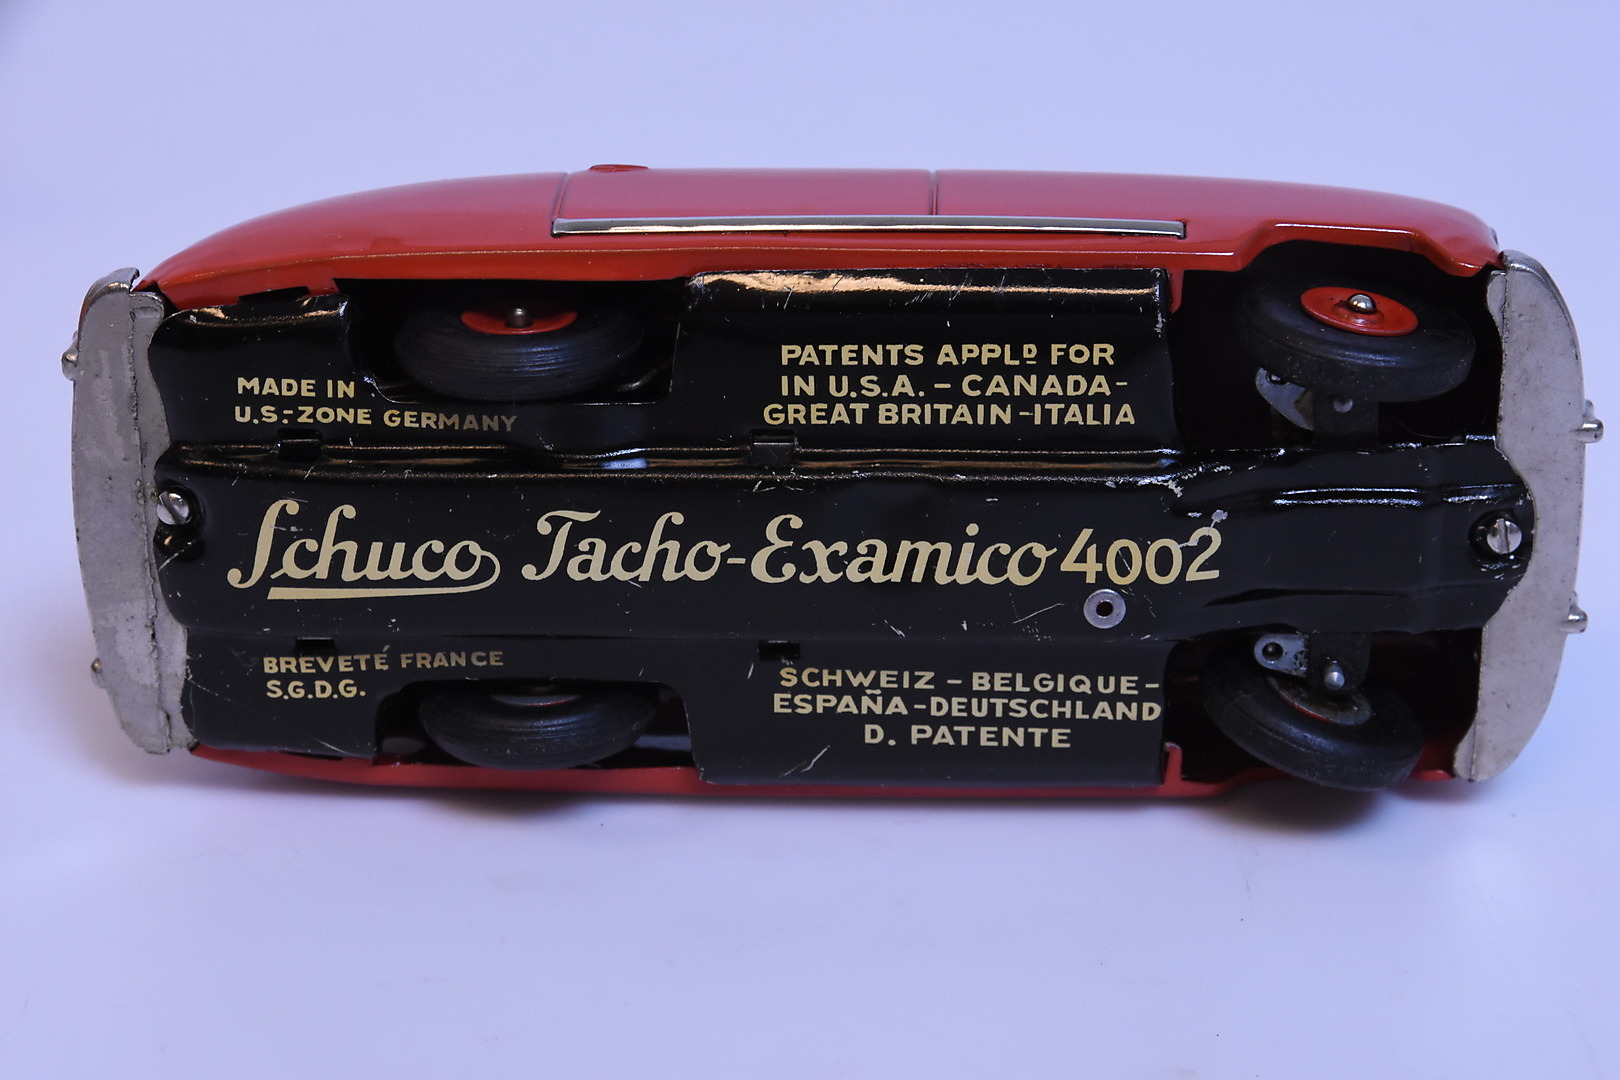 MADE IN
U.S.-ZONE GERMANY
PATENTS APPLD FOR
IN U.S.A. - CANADA-
GREAT BRITAIN-ITALIA
Schuco Tacho-Examico 4002
BREVETÉ FRANCE
S.G.D.G.
SCHWEIZ - BELGIQUE-
ESPAÑA-DEUTSCHLAND
D. PATENTE